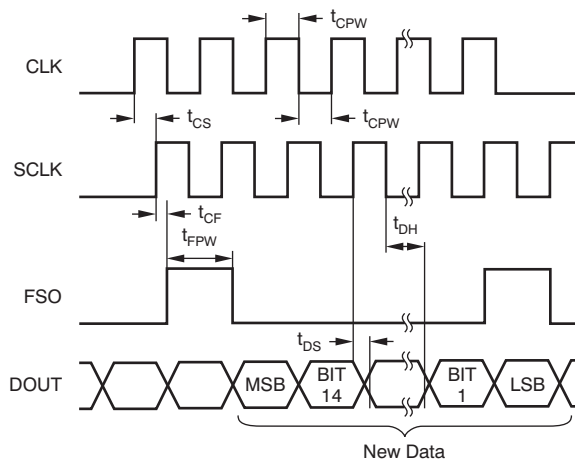 CLK
tCPW
tCS
tCPW
SCLK
tCF
tFPW
tDH
FSO
tDS
DOUT
MSB
BIT
14
BIT
1
LSB
New Data